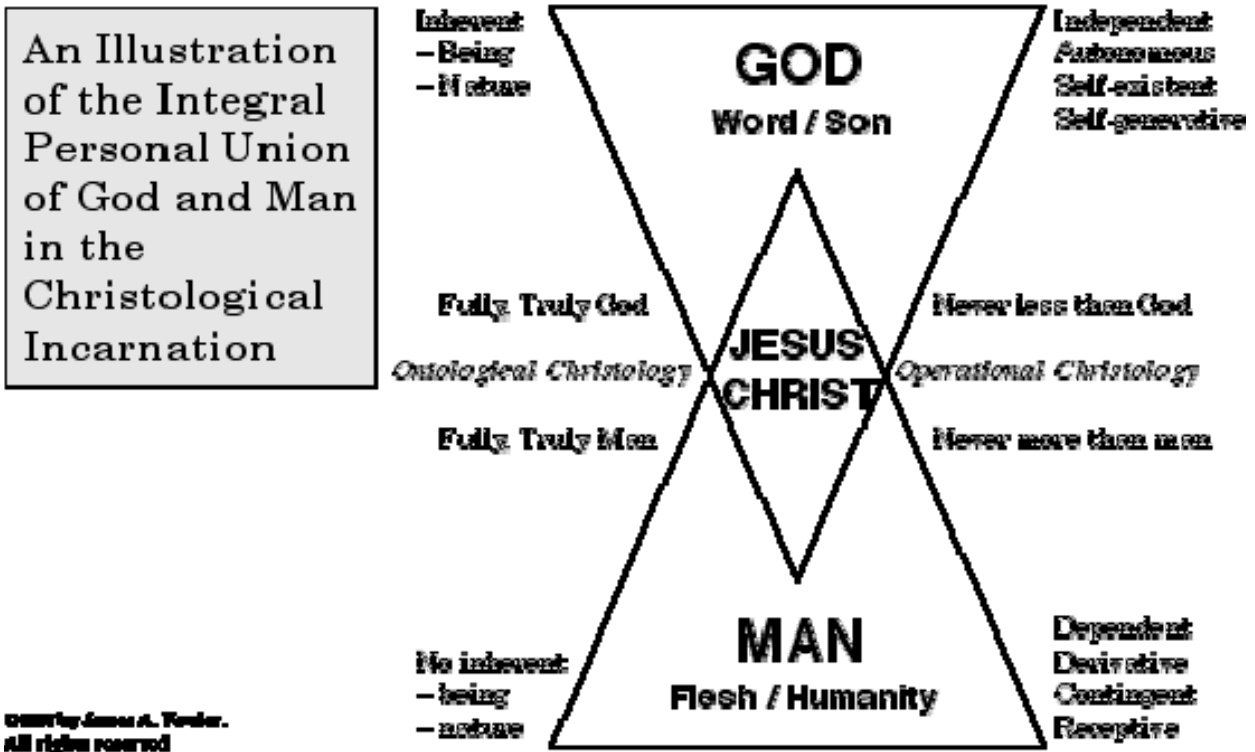 An Illustration
of the Integral
Personal Union
of God and Man
in the
Christological
Incarnation
Inherent
– Being
– Nature
GOD
Word / Son
Independent
Autonomous
Self-existent
Self-generative
Fully, Truly God
Never less than God
JESUS
CHRIST
Ontological Christology
Operational Christology
Fully, Truly Man
Never more than man
No inherent
– being
– nature
MAN
Flesh / Humanity
Dependent
Derivative
Contingent
Receptive
by James A. Fowler.
All rights reserved